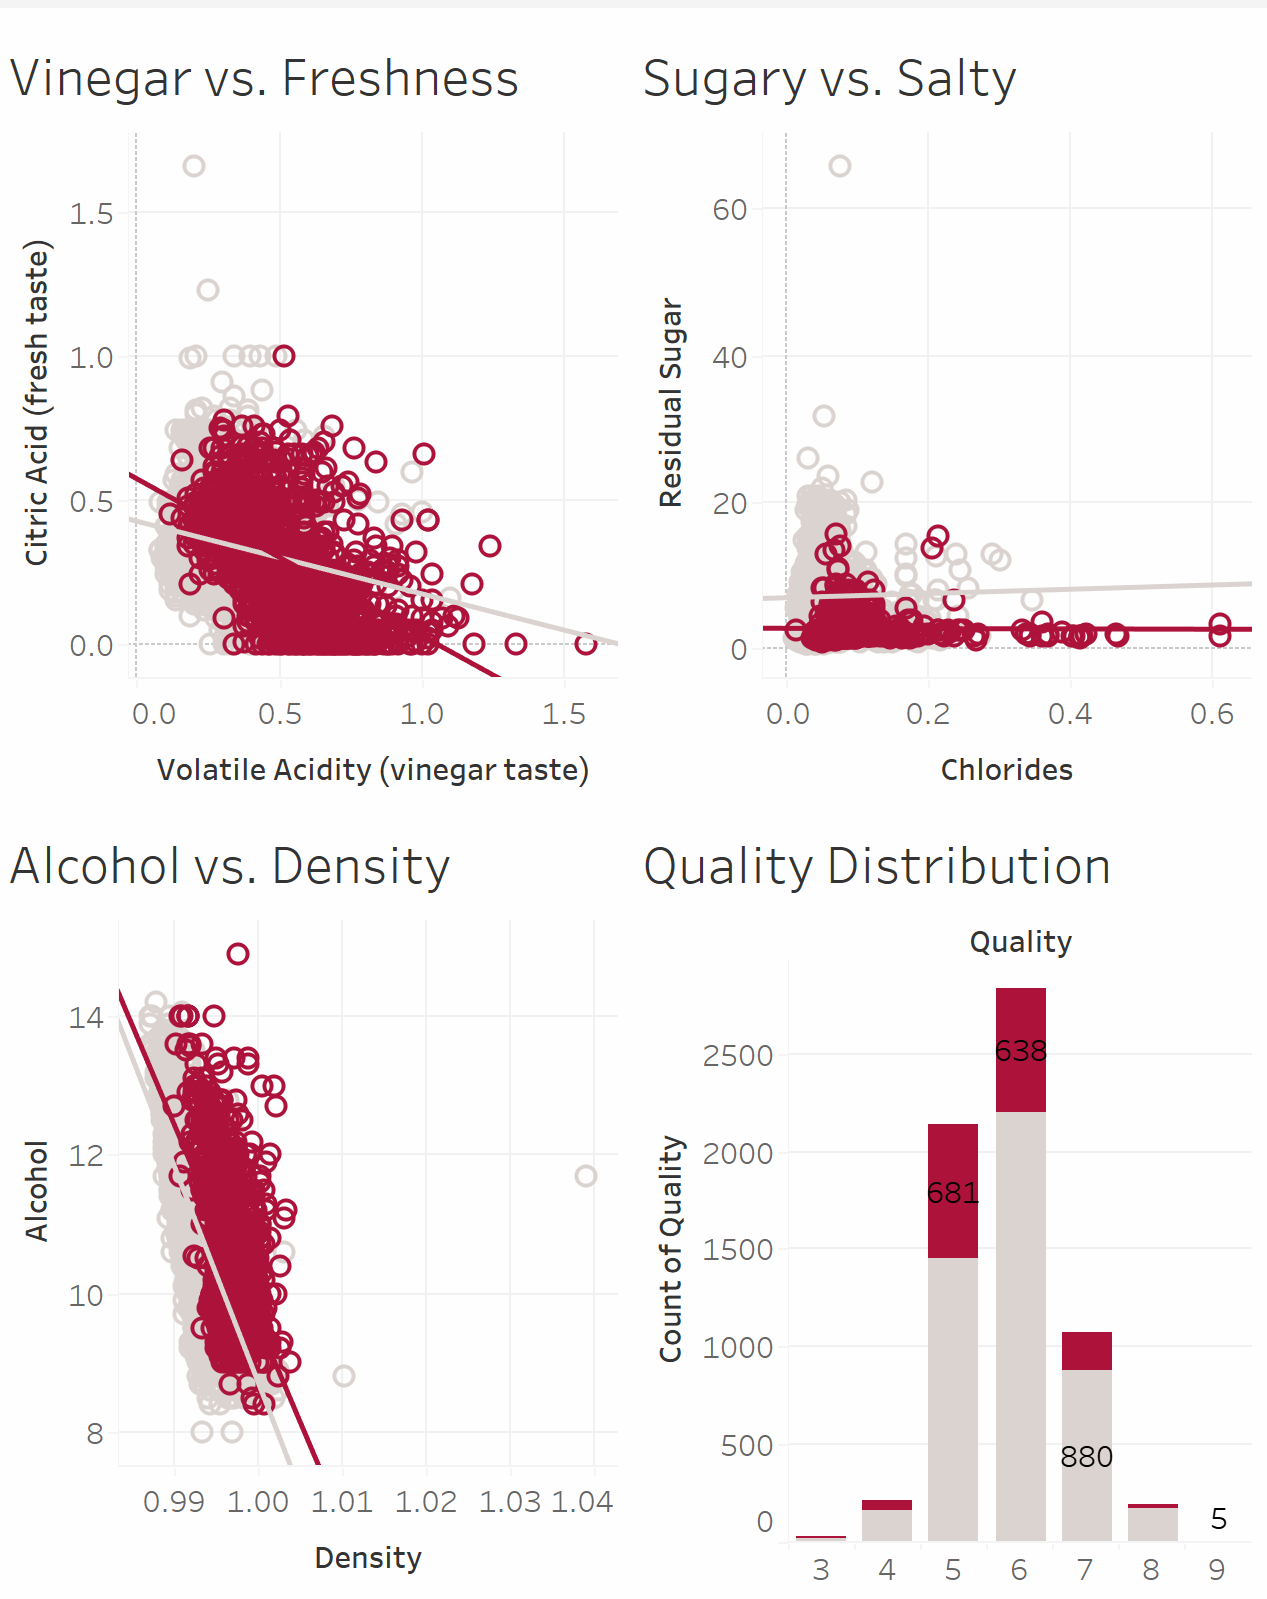 Vinegar vs. Freshness
Citric Acid (fresh taste)
1.5
1.0
0.5
0.0
0.0 0.5 1.0 1.5
Volatile Acidity (vinegar taste)
Sugary vs. Salty
Residual Sugar
60
40
20
0
0.0 0.2 0.4 0.6
Chlorides
Alcohol vs. Density
Alcohol
14
12
10
8
0.99 1.00 1.01 1.02 1.03 1.04
Density
Quality Distribution
Quality
Count of Quality
2500
2000
1500
1000
500
0
638
681
880
5
3 4 5 6 7 8 9